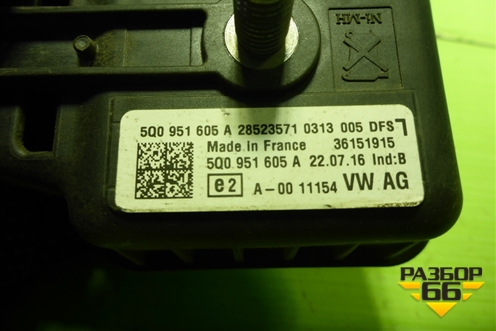 Ni-MH
5Q0 951 605 A 28523571 0313 005 DFS
Made in France 36151915
5Q0 951 605 A 22.07.16 Ind:B
e2 A-00 11154 VW AG
РАЗБОР
66